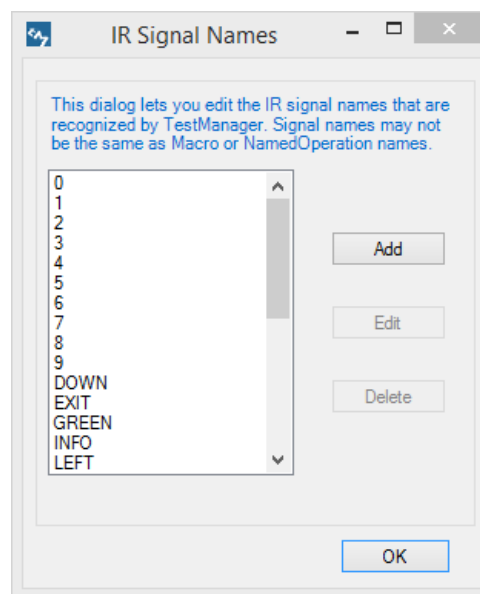 IR Signal Names
This dialog lets you edit the IR signal names that are
recognized by TestManager. Signal names may not
be the same as Macro or NamedOperation names.
0
1
2
3
4
5
6
7
8
9
DOWN
EXIT
GREEN
INFO
LEFT
Add
Edit
Delete
OK